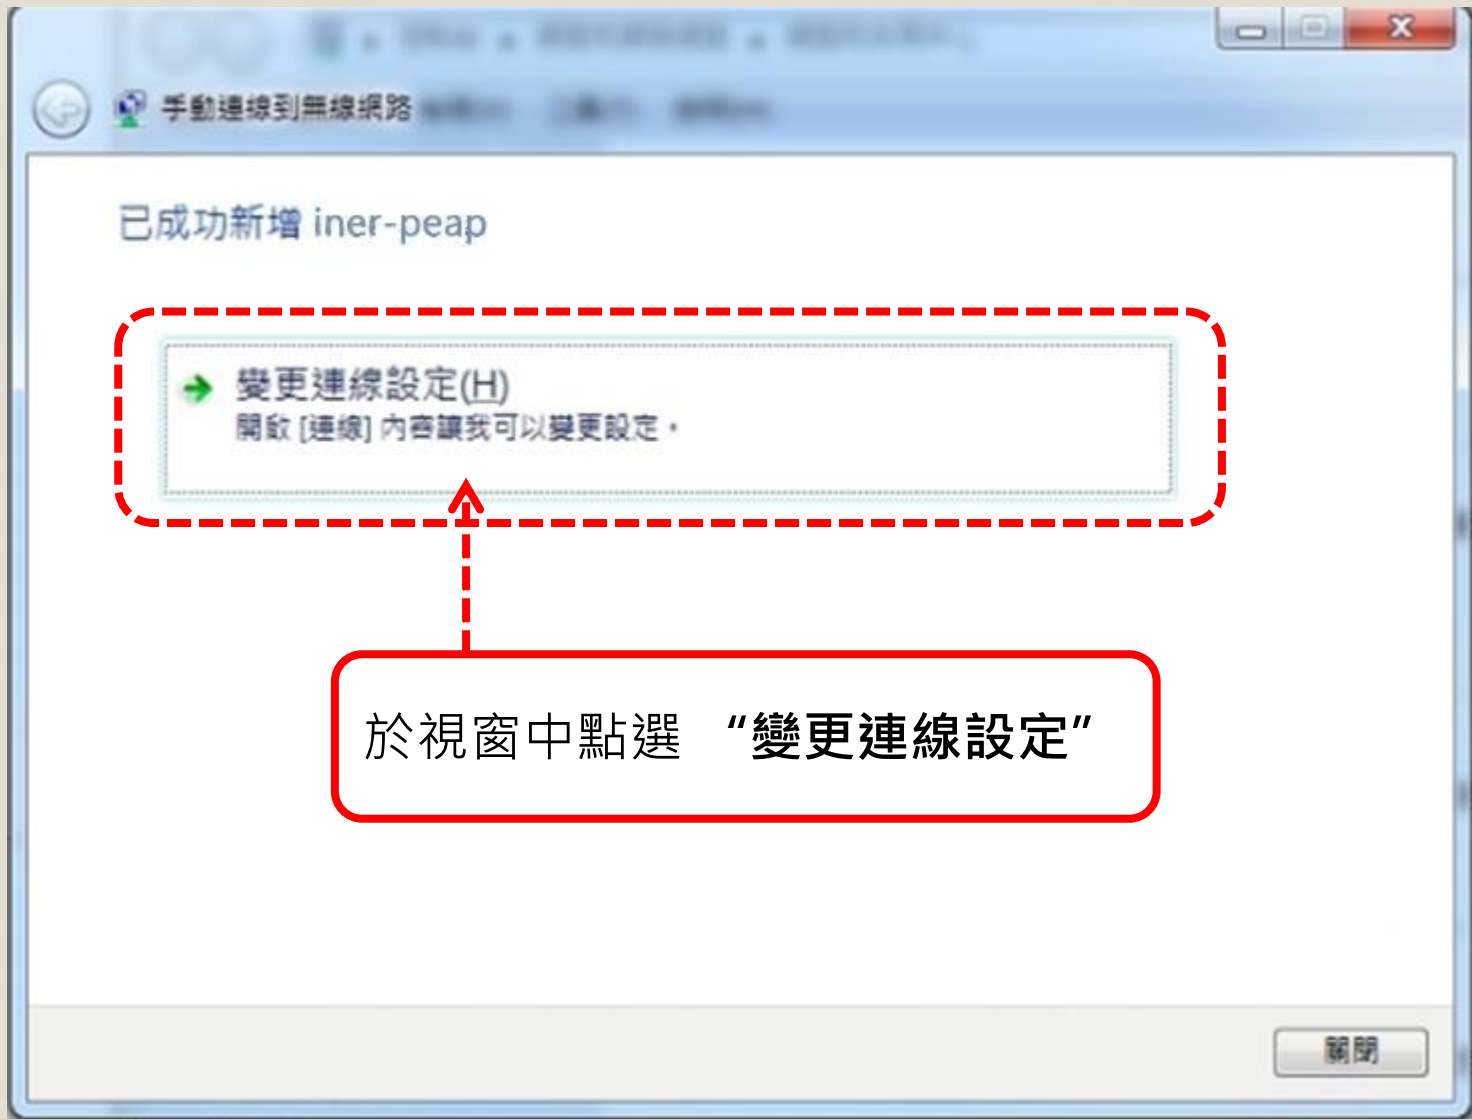 手動連線到無線網路
已成功新增 iner-peap
變更連線設定(H)
開啟 [連線] 內容讓我可以變更設定。
於視窗中點選 “變更連線設定”
關閉